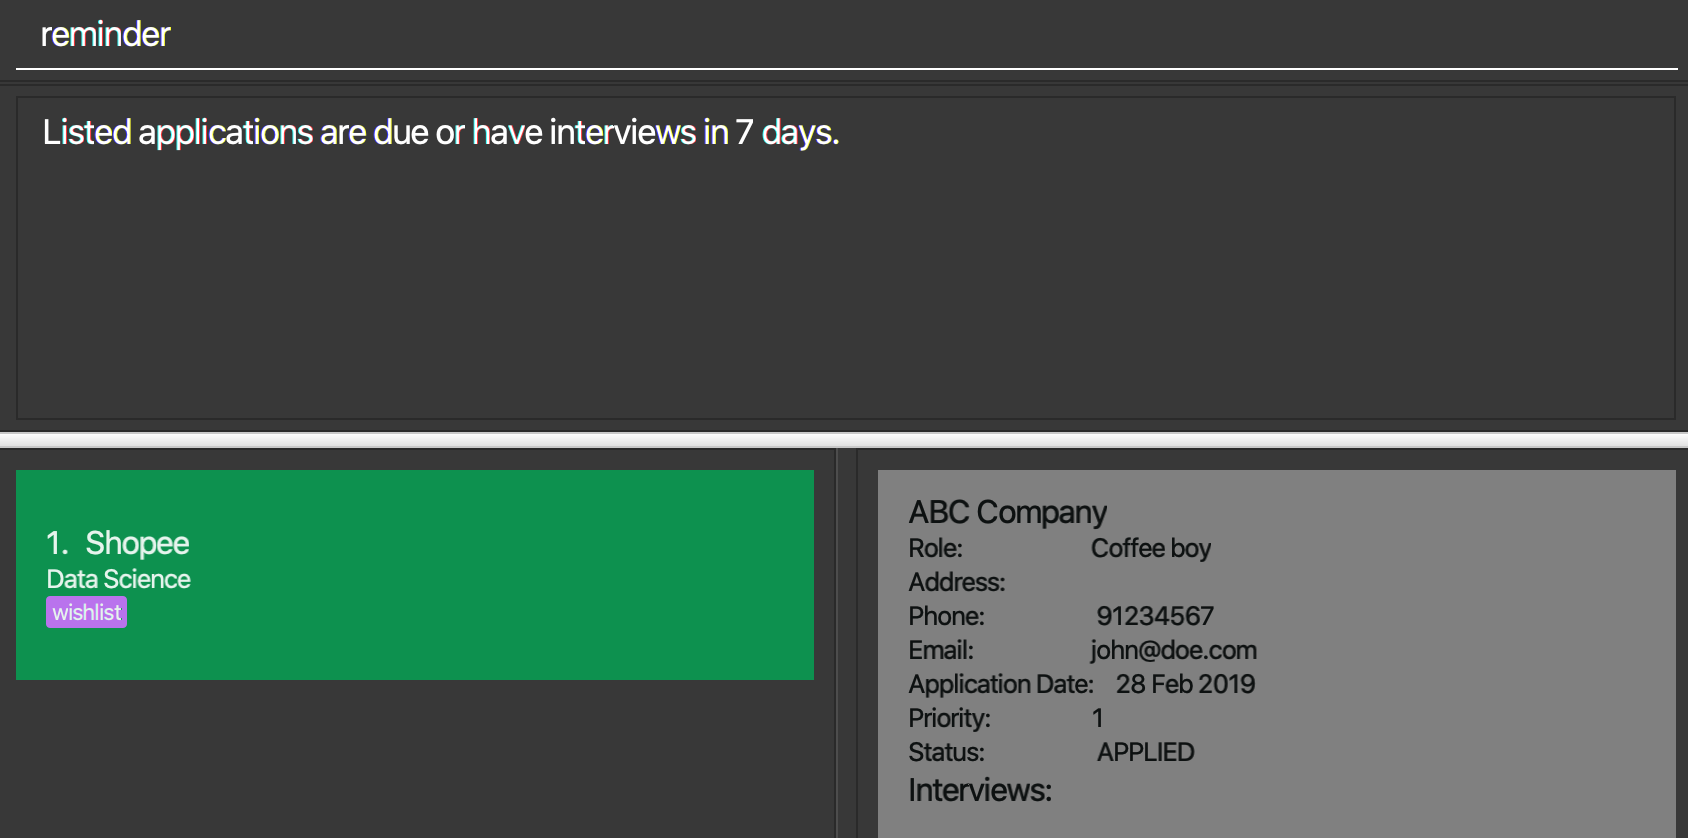 reminder
Listed applications are due or have interviews in 7 days.
1. Shopee
Data Science
wishlist
ABC Company
Role: Coffee boy
Address:
Phone: 91234567
Email: john@doe.com
Application Date: 28 Feb 2019
Priority: 1
Status: APPLIED
Interviews: